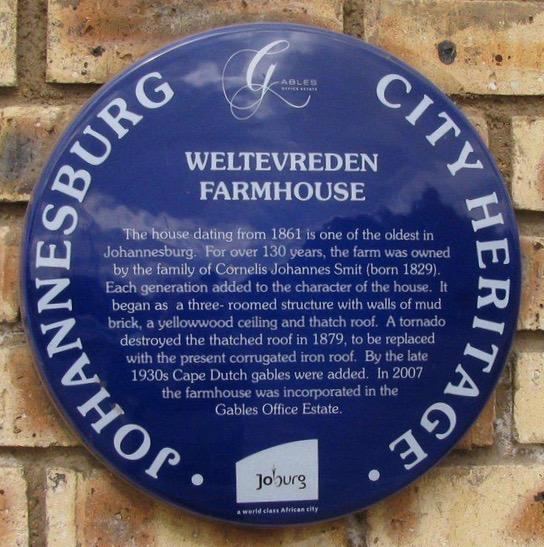 GABLES
OFFICE ESTATE
JOHANNESBURG
CITY HERITAGE
WELTEVREDEN
FARMHOUSE
The house dating from 1861 is one of the oldest in
Johannesburg. For over 130 years, the farm was owned
by the family of Cornelis Johannes Smit (born 1829).
Each generation added to the character of the house. It
began as a three- roomed structure with walls of mud
brick, a yellowwood ceiling and thatch roof. A tornado
destroyed the thatched roof in 1879, to be replaced
with the present corrugated iron roof. By the late
1930s Cape Dutch gables were added. In 2007
the farmhouse was incorporated in the
Gables Office Estate.
Joburg
a world class African city